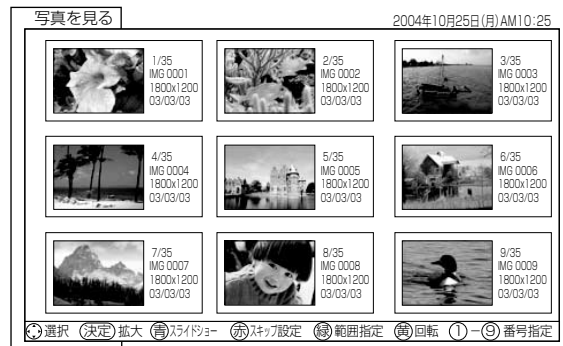 写真を見る
2004年10月25日(月)AM10:25
1/35
IMG 0001
1800x1200
03/03/03
2/35
IMG 0002
1800x1200
03/03/03
3/35
IMG 0003
1800x1200
03/03/03
4/35
IMG 0004
1800x1200
03/03/03
5/35
IMG 0005
1800x1200
03/03/03
6/35
IMG 0006
1800x1200
03/03/03
7/35
IMG 0007
1800x1200
03/03/03
8/35
IMG 0008
1800x1200
03/03/03
9/35
IMG 0009
1800x1200
03/03/03
選択 決定 拡大 青 スライドショー 赤 スキップ設定 緑 範囲指定 黄 回転 ①－⑨ 番号指定